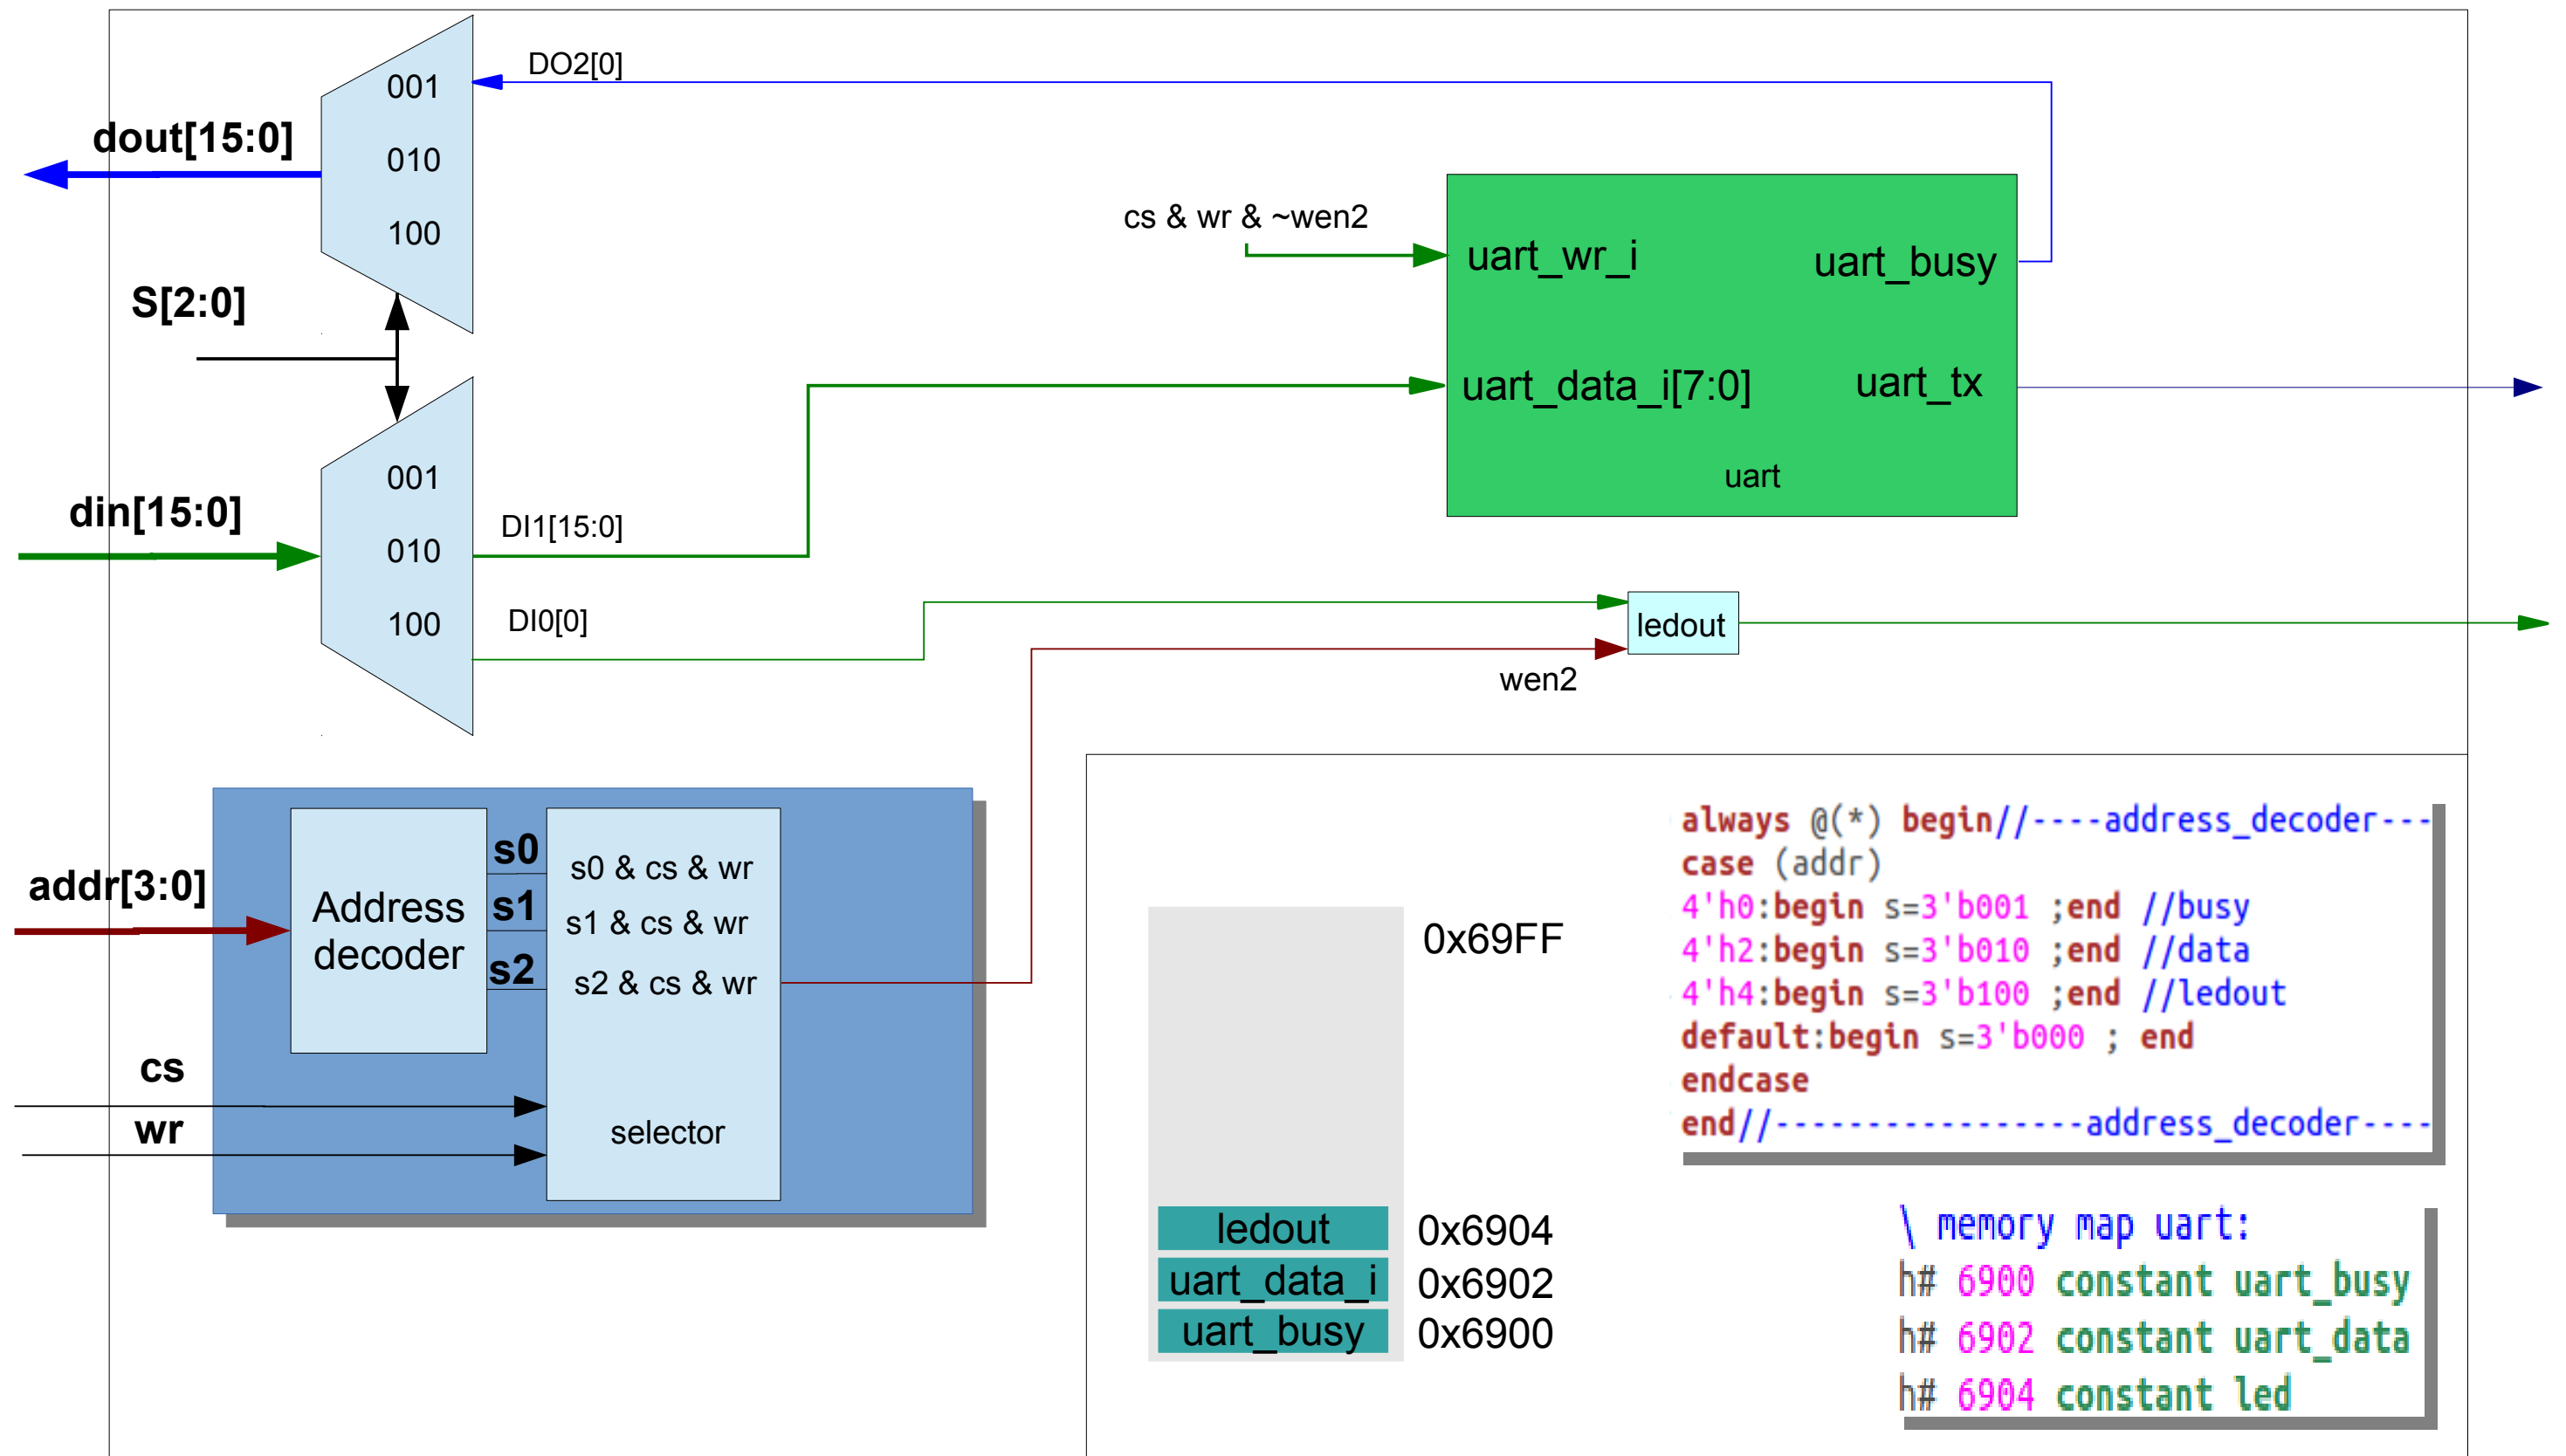 DO2[0]
001
010
100
dout[15:0]
S[2:0]
cs & wr & ~wen2
uart_wr_i
uart_busy
uart_data_i[7:0]
uart_tx
uart
001
010
100
din[15:0]
DI1[15:0]
DI0[0]
ledout
wen2
addr[3:0]
Address
decoder
s0
s1
s2
s0 & cs & wr
s1 & cs & wr
s2 & cs & wr
cs
wr
selector
0x69FF
ledout
0x6904
uart_data_i
0x6902
uart_busy
0x6900
always @(*) begin//----address_decoder---
case (addr)
4'h0:begin s=3'b001 ;end //busy
4'h2:begin s=3'b010 ;end //data
4'h4:begin s=3'b100 ;end //ledout
default:begin s=3'b000 ; end
endcase
end//-----------------address_decoder----
\ memory map uart:
h# 6900 constant uart_busy
h# 6902 constant uart_data
h# 6904 constant led